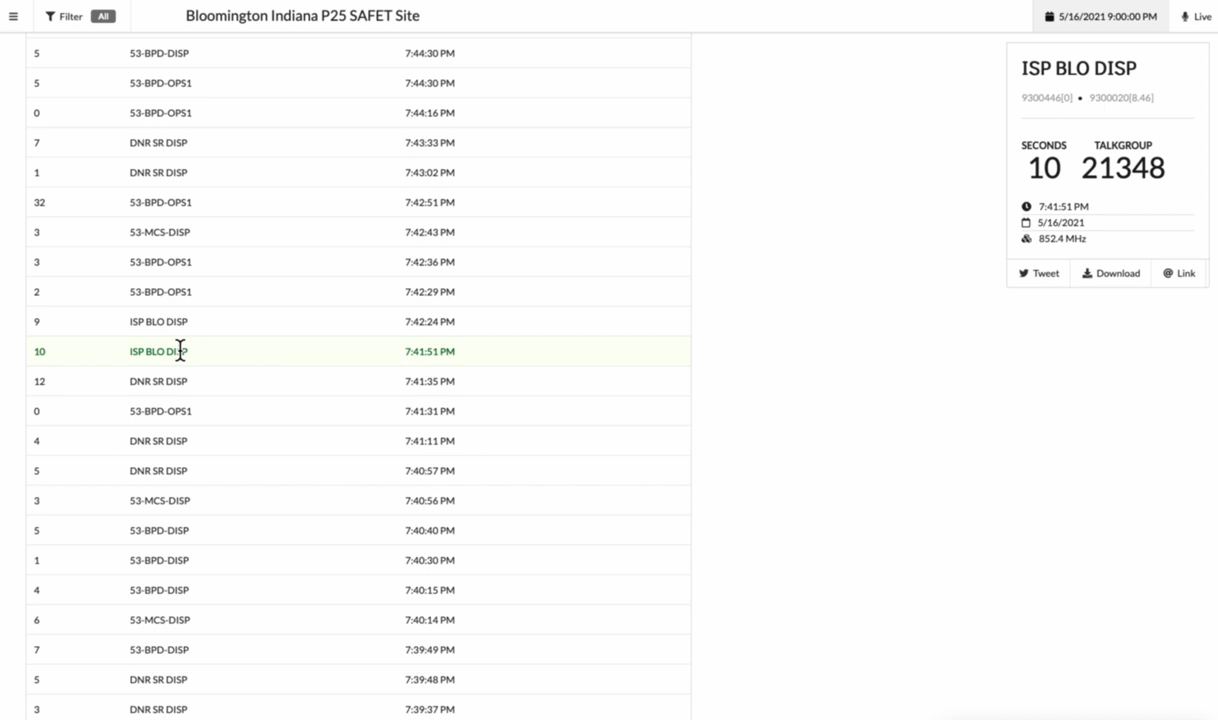 Filter All Bloomington Indiana P25 SAFET Site 5/16/2021 9:00:00 PM Live
5 53-BPD-DISP 7:44:30 PM
5 53-BPD-OPS1 7:44:30 PM
0 53-BPD-OPS1 7:44:16 PM
7 DNR SR DISP 7:43:33 PM
1 DNR SR DISP 7:43:02 PM
32 53-BPD-OPS1 7:42:51 PM
3 53-MCS-DISP 7:42:43 PM
3 53-BPD-OPS1 7:42:36 PM
2 53-BPD-OPS1 7:42:29 PM
9 ISP BLO DISP 7:42:24 PM
10 ISP BLO DISP 7:41:51 PM
12 DNR SR DISP 7:41:35 PM
0 53-BPD-OPS1 7:41:31 PM
4 DNR SR DISP 7:41:11 PM
5 DNR SR DISP 7:40:57 PM
3 53-MCS-DISP 7:40:56 PM
5 53-BPD-DISP 7:40:40 PM
1 53-BPD-DISP 7:40:30 PM
4 53-BPD-DISP 7:40:15 PM
6 53-MCS-DISP 7:40:14 PM
7 53-BPD-DISP 7:39:49 PM
5 DNR SR DISP 7:39:48 PM
3 DNR SR DISP 7:39:37 PM
ISP BLO DISP
9300446[0] • 9300020[8.46]
SECONDS TALKGROUP
10 21348
7:41:51 PM
5/16/2021
852.4 MHz
Tweet Download Link